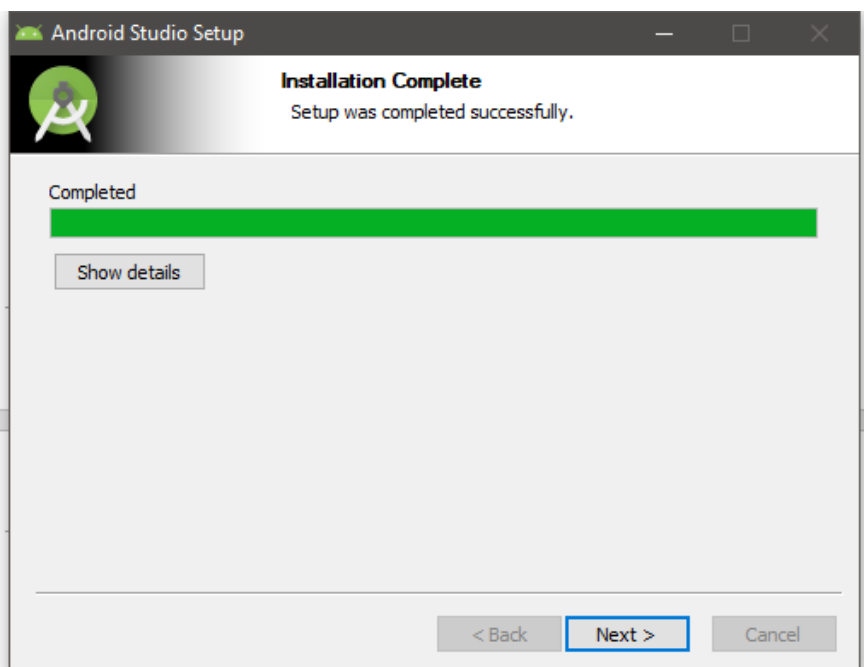 Android Studio Setup
Installation Complete
Setup was completed successfully.
Completed
Show details
< Back Next > Cancel